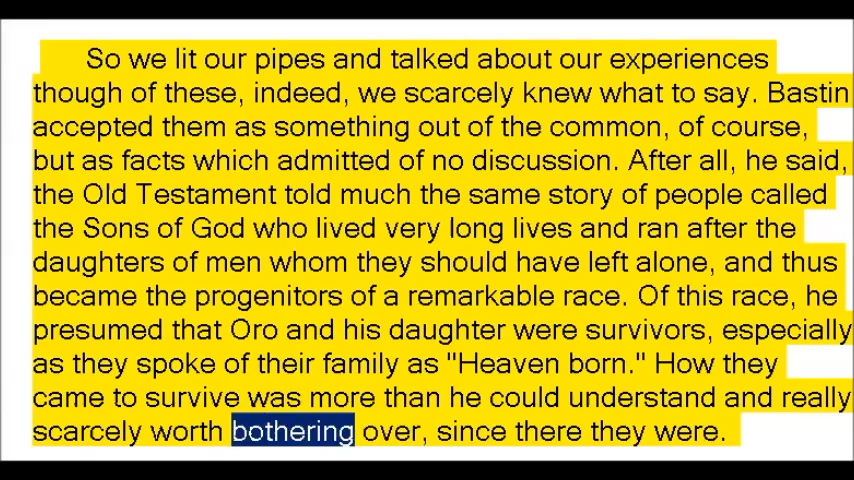 So we lit our pipes and talked about our experiences
though of these, indeed, we scarcely knew what to say. Bastin
accepted them as something out of the common, of course,
but as facts which admitted of no discussion. After all, he said,
the Old Testament told much the same story of people called
the Sons of God who lived very long lives and ran after the
daughters of men whom they should have left alone, and thus
became the progenitors of a remarkable race. Of this race, he
presumed that Oro and his daughter were survivors, especially
as they spoke of their family as "Heaven born." How they
came to survive was more than he could understand and really
scarcely worth bothering over, since there they were.